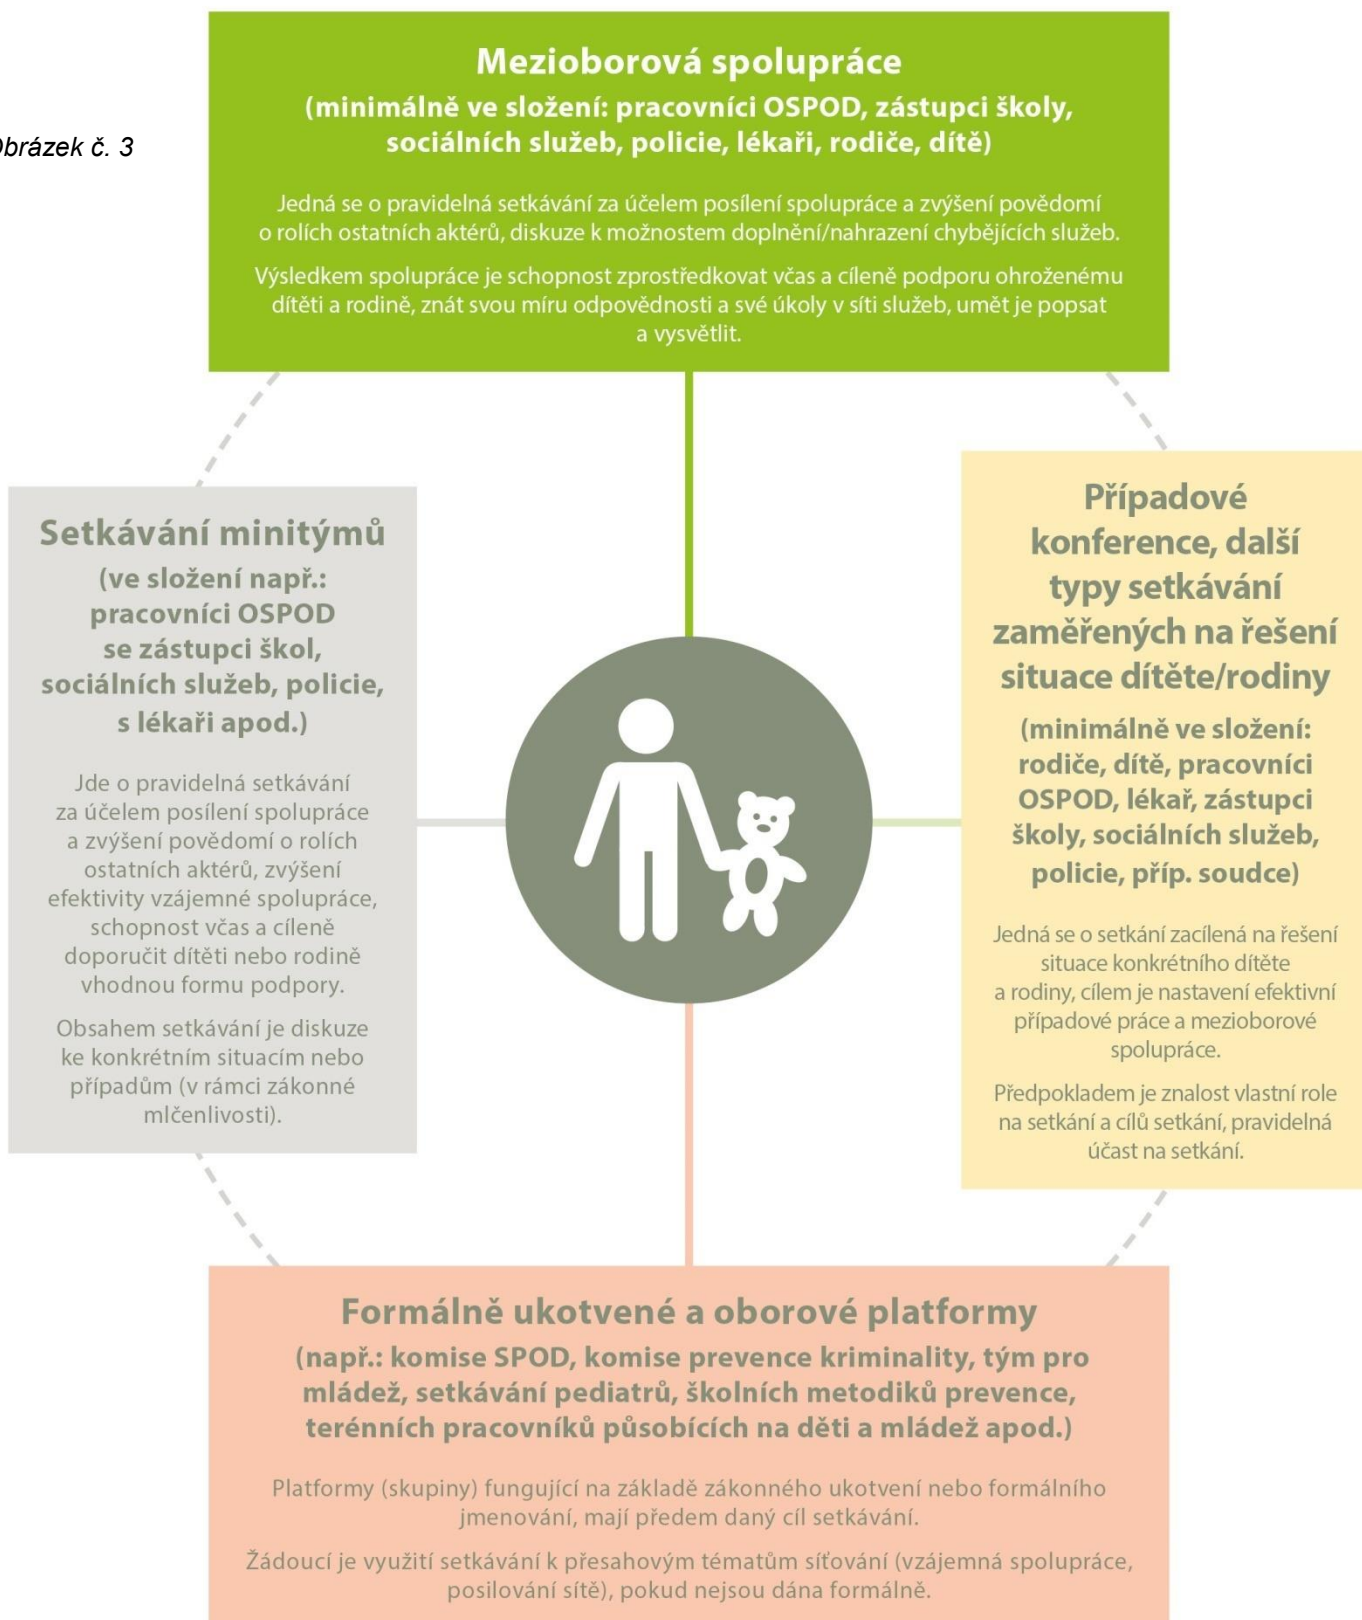 Mezioborová spolupráce
(minimálně ve složení: pracovníci OSPOD, zástupci školy,
sociálních služeb, policie, lékaři, rodiče, dítě)
Obrázek č. 3
Jedná se o pravidelná setkávání za účelem posílení spolupráce a zvýšení povědomí
o rolích ostatních aktérů, diskuze k možnostem doplnění/nahrazení chybějících služeb.
Výsledkem spolupráce je schopnost zprostředkovat včas a cíleně podporu ohroženému
dítěti a rodině, znát svou míru odpovědnosti a své úkoly v síti služeb, umět je popsat
a vysvětlit.
Setkávání minitýmů
(ve složení např.:
pracovníci OSPOD
se zástupci škol,
sociálních služeb, policie,
s lékaři apod.)
Jde o pravidelná setkávání
za účelem posílení spolupráce
a zvýšení povědomí o rolích
ostatních aktérů, zvýšení
efektivity vzájemné spolupráce,
schopnost včas a cíleně
doporučit dítěti nebo rodině
vhodnou formu podpory.
Obsahem setkávání je diskuze
ke konkrétním situacím nebo
případům (v rámci zákonné
mlčenlivosti).
Případové
konference, další
typy setkávání
zaměřených na řešení
situace dítěte/rodiny
(minimálně ve složení:
rodiče, dítě, pracovníci
OSPOD, lékař, zástupci
školy, sociálních služeb,
policie, příp. soudce)
Jedná se o setkání zacílená na řešení
situace konkrétního dítěte
a rodiny, cílem je nastavení efektivní
případové práce a mezioborové
spolupráce.
Předpokladem je znalost vlastní role
na setkání a cílů setkání, pravidelná
účast na setkání.
Formálně ukotvené a oborové platformy
(např.: komise SPOD, komise prevence kriminality, tým pro
mládež, setkávání pediatrů, školních metodiků prevence,
terénních pracovníků působících na děti a mládež apod.)
Platformy (skupiny) fungující na základě zákonného ukotvení nebo formálního
jmenování, mají předem daný cíl setkávání.
Žádoucí je využití setkávání k přesahovým tématům síťování (vzájemná spolupráce,
posilování sítě), pokud nejsou dána formálně.